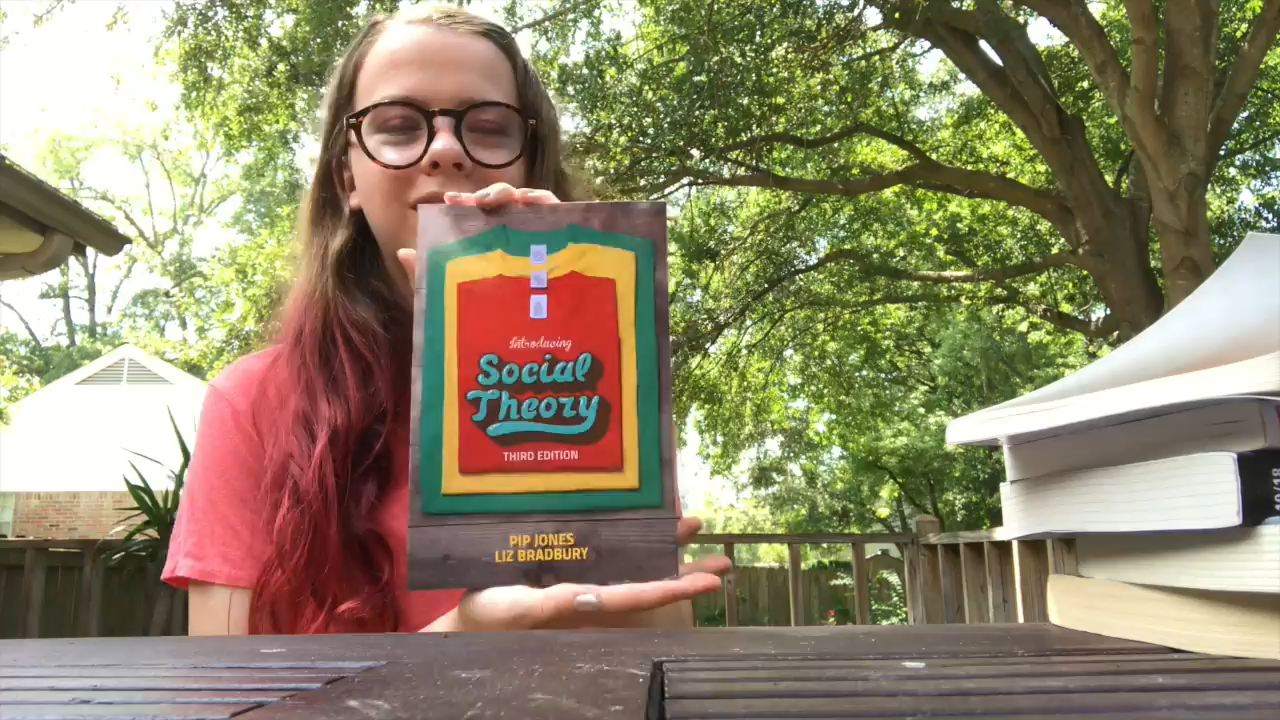 Introducing
Social
Theory
THIRD EDITION
PIP JONES
LIZ BRADBURY